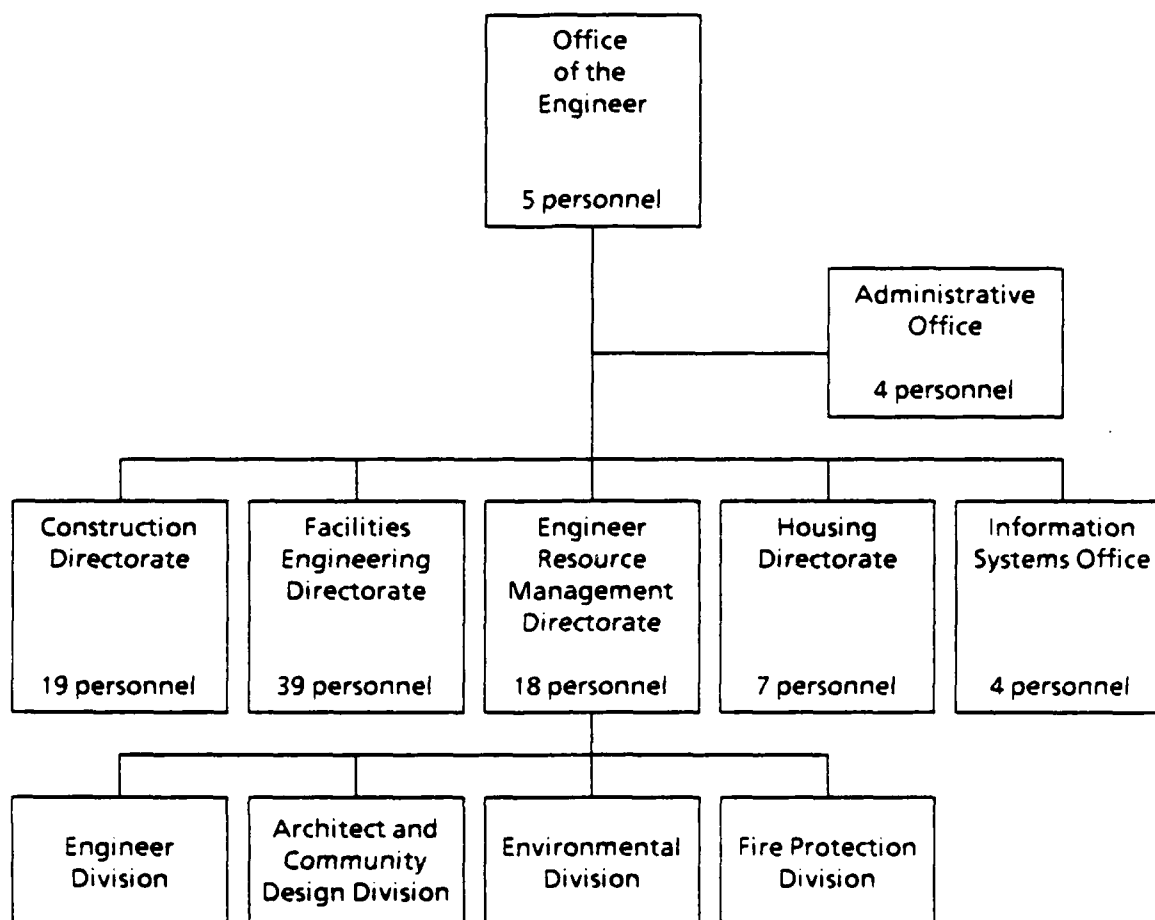 Office
of the
Engineer
5 personnel
Administrative
Office
4 personnel
Construction
Directorate
19 personnel
Facilities
Engineering
Directorate
39 personnel
Engineer
Resource
Management
Directorate
18 personnel
Housing
Directorate
7 personnel
Information
Systems Office
4 personnel
Engineer
Division
Architect and
Community
Design Division
Environmental
Division
Fire Protection
Division